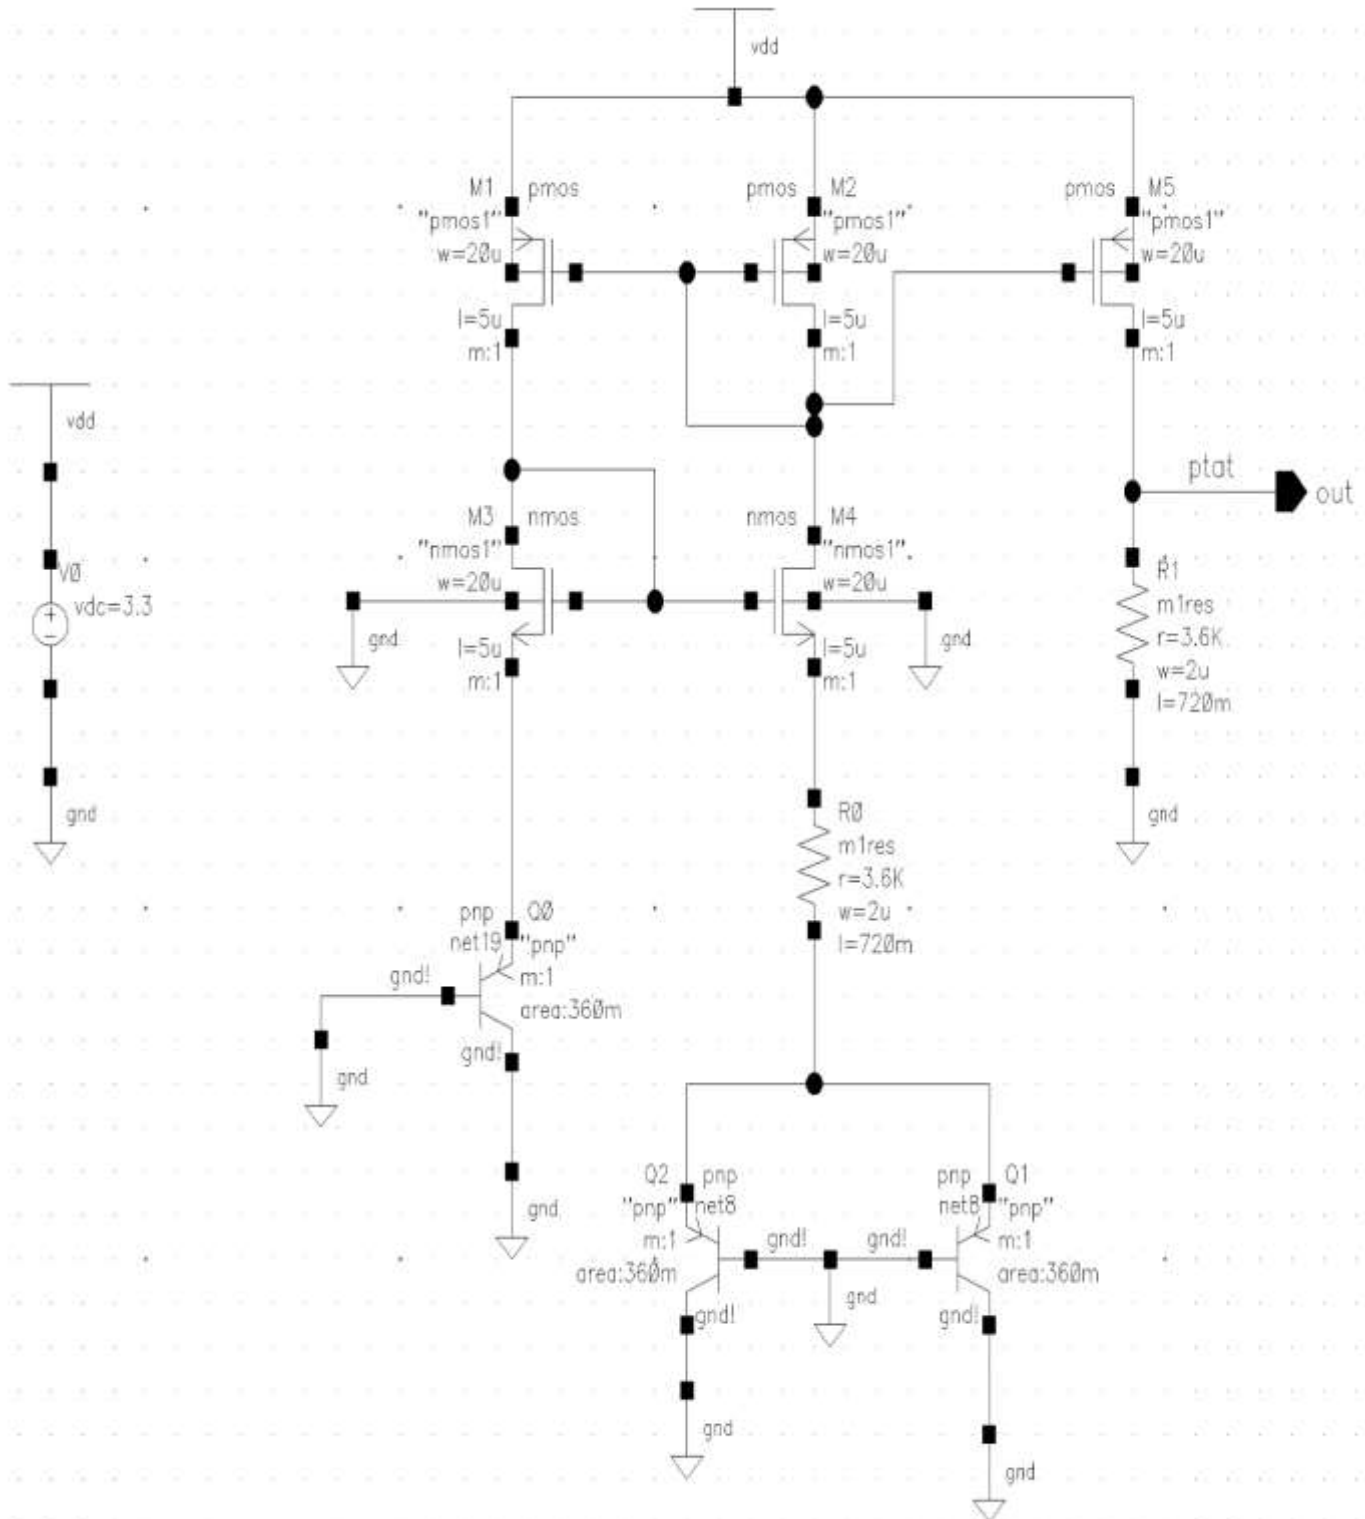 vdd
M1 pmos
"pmos1"
w=20u
l=5u
m:1
pmos M2
"pmos1"
w=20u
l=5u
m:1
pmos M5
"pmos1"
w=20u
l=5u
m:1
vdd
V0
vdc=3.3
gnd
ptat
out
M3 nmos
"nmos1"
w=20u
gnd
l=5u
m:1
nmos M4
"nmos1"
w=20u
gnd
l=5u
m:1
R1
m1res
r=3.6K
w=2u
l=720m
gnd
R0
m1res
r=3.6K
w=2u
l=720m
pnp Q0
net19 "pnp"
gnd! m:1
area:360m
gnd!
gnd
gnd
Q2 pnp
"pnp" net8
m:1 gnd!
area:360m
gnd!
gnd
pnp Q1
net8 "pnp"
gnd! m:1
area:360m
gnd
gnd!
gnd